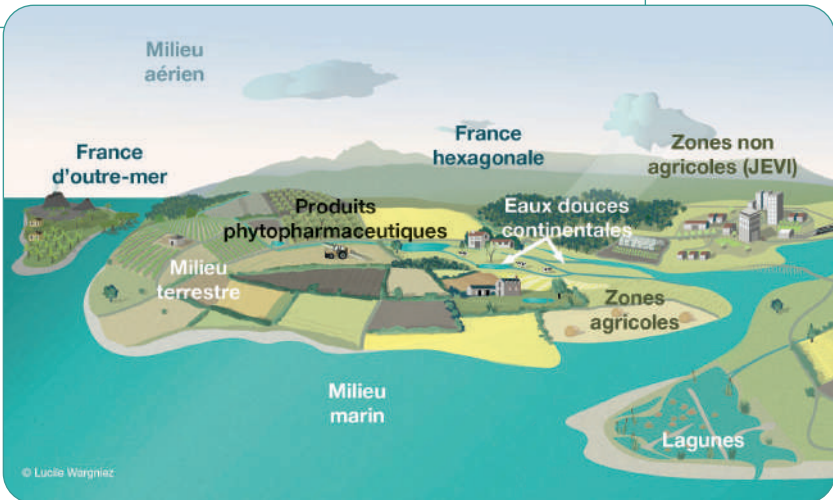 Milieu
aérien
France
d'outre-mer
France
hexagonale
Zones non
agricoles (JEVI)
Produits
phytopharmaceutiques
Eaux douces
continentales
Milieu
terrestre
Zones
agricoles
Milieu
marin
Lagunes
© Lucile Wargniez